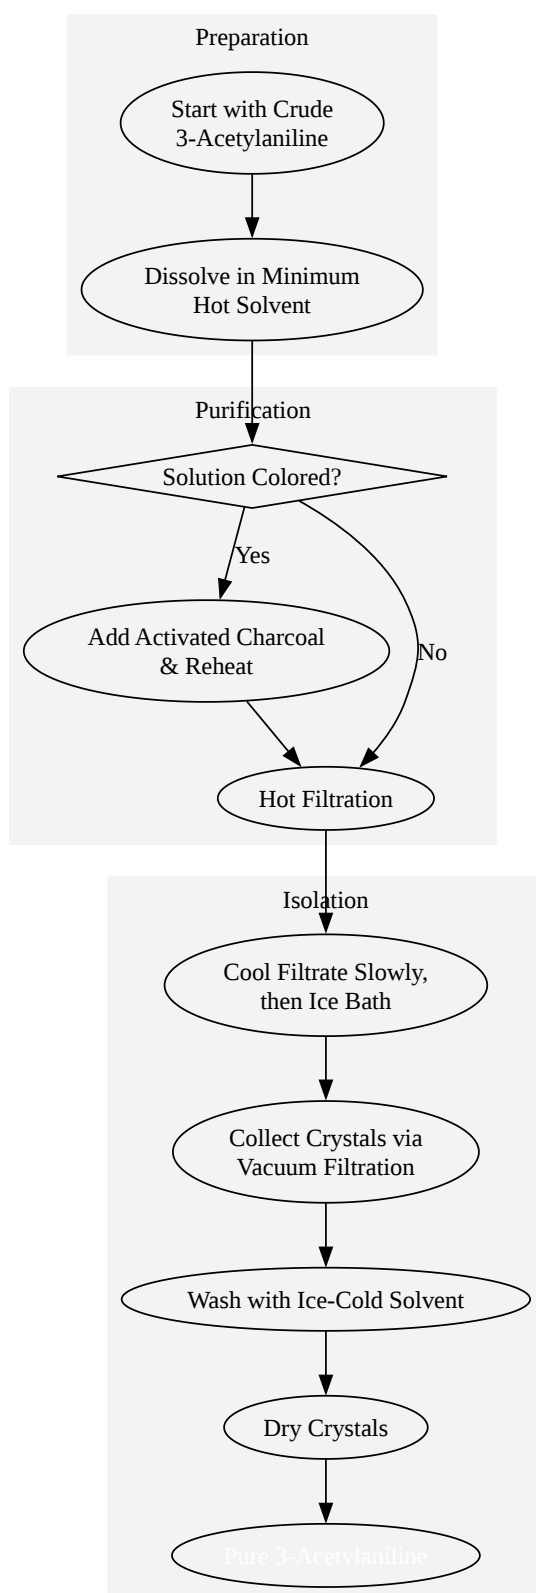 Preparation
Start with Crude
3-Acetylaniline
Dissolve in Minimum
Hot Solvent
Purification
Solution Colored?
Yes
Add Activated Charcoal
& Reheat
No
Hot Filtration
Isolation
Cool Filtrate Slowly,
then Ice Bath
Collect Crystals via
Vacuum Filtration
Wash with Ice-Cold Solvent
Dry Crystals
Pure 3-Acetylaniline